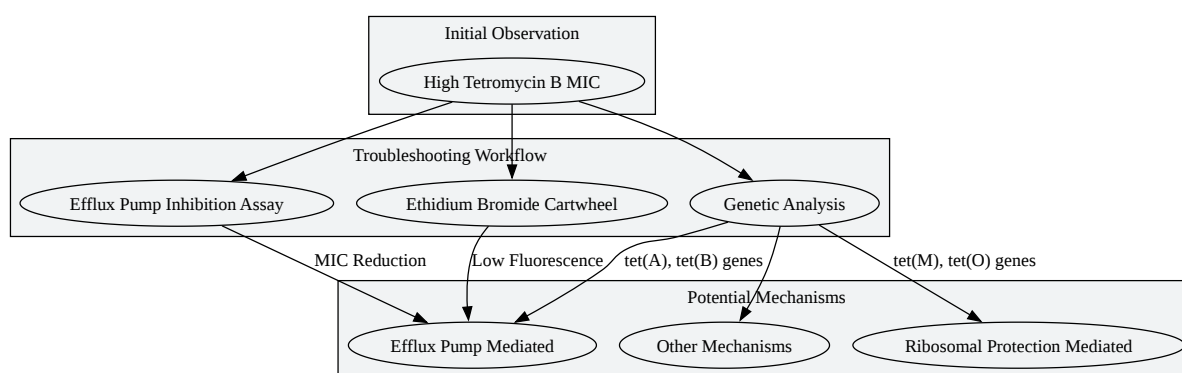 Initial Observation
High Tetromycin B MIC
Troubleshooting Workflow
Efflux Pump Inhibition Assay
Ethidium Bromide Cartwheel
Genetic Analysis
MIC Reduction
Low Fluorescence
tet(A), tet(B) genes
tet(M), tet(O) genes
Potential Mechanisms
Efflux Pump Mediated
Other Mechanisms
Ribosomal Protection Mediated